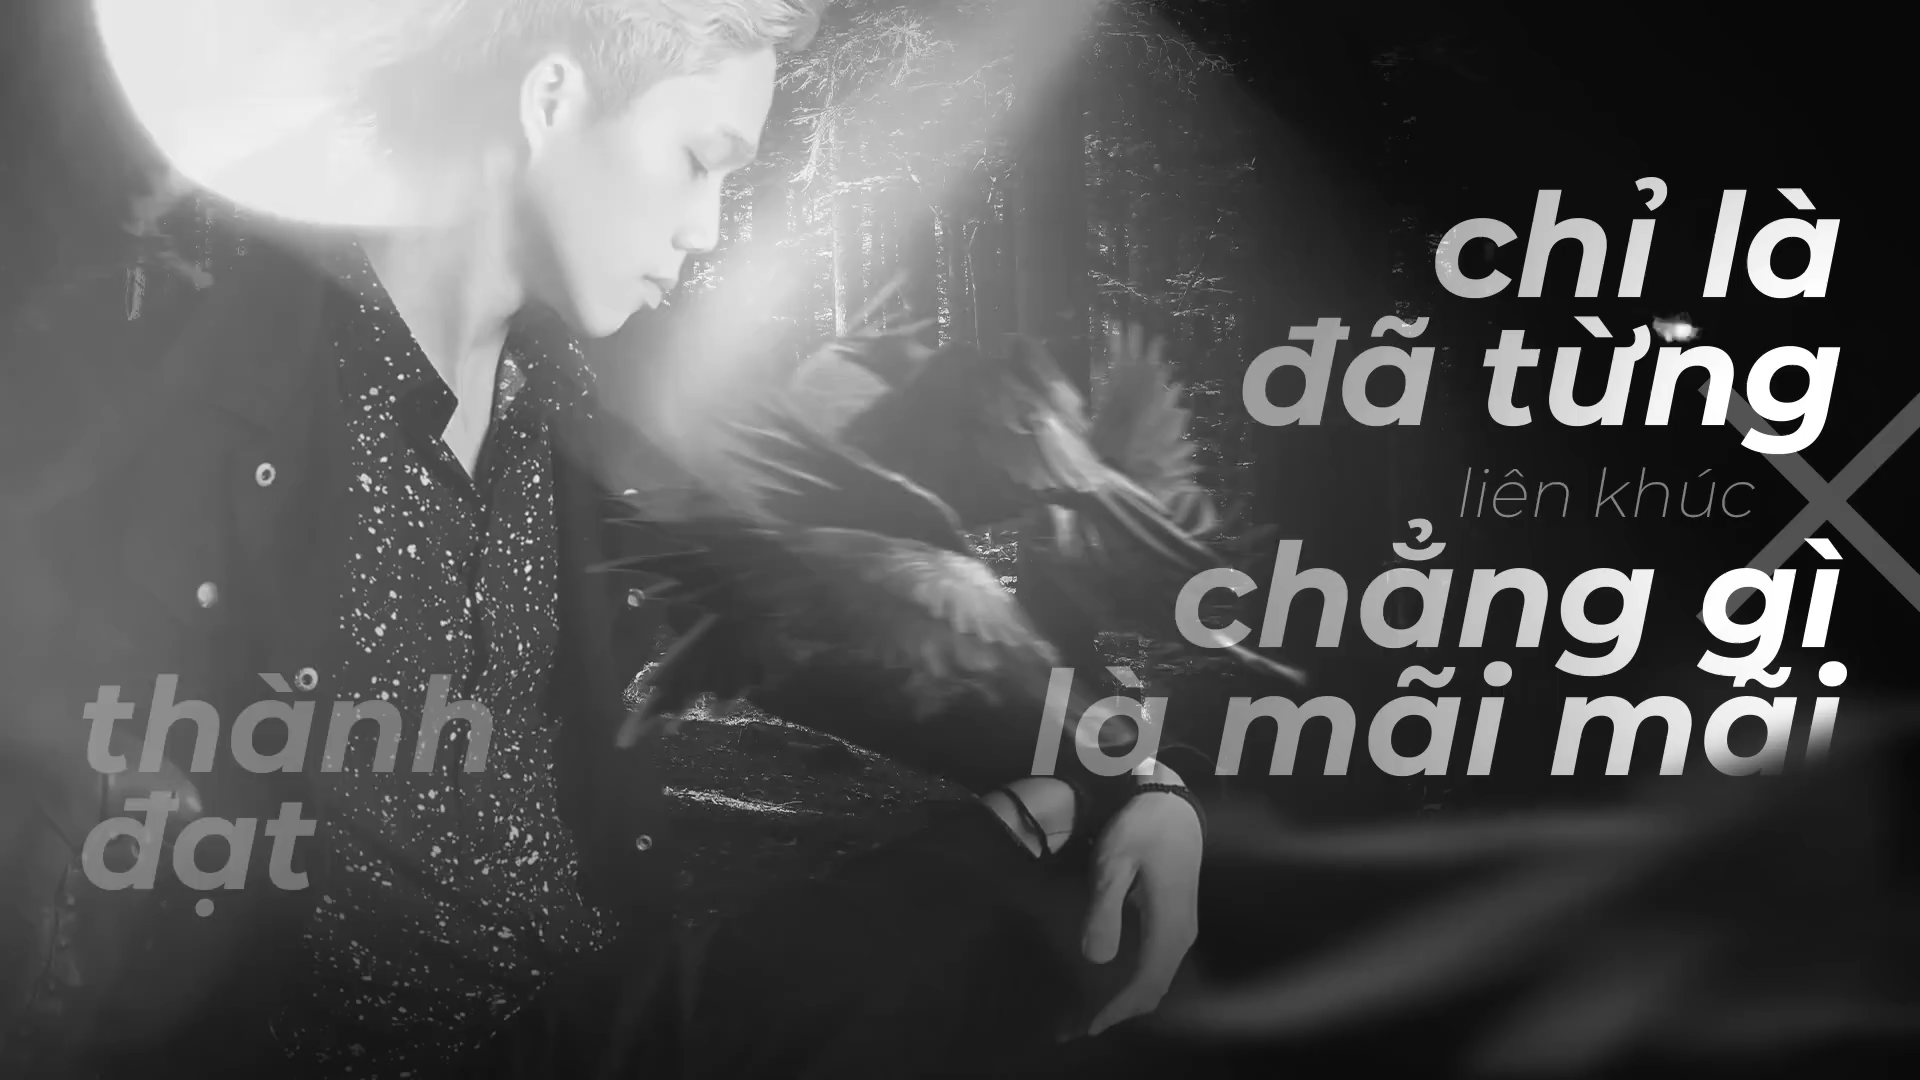 chỉ là
đã từng
liên khúc
chẳng gì
là mãi mãi
thành
đạt